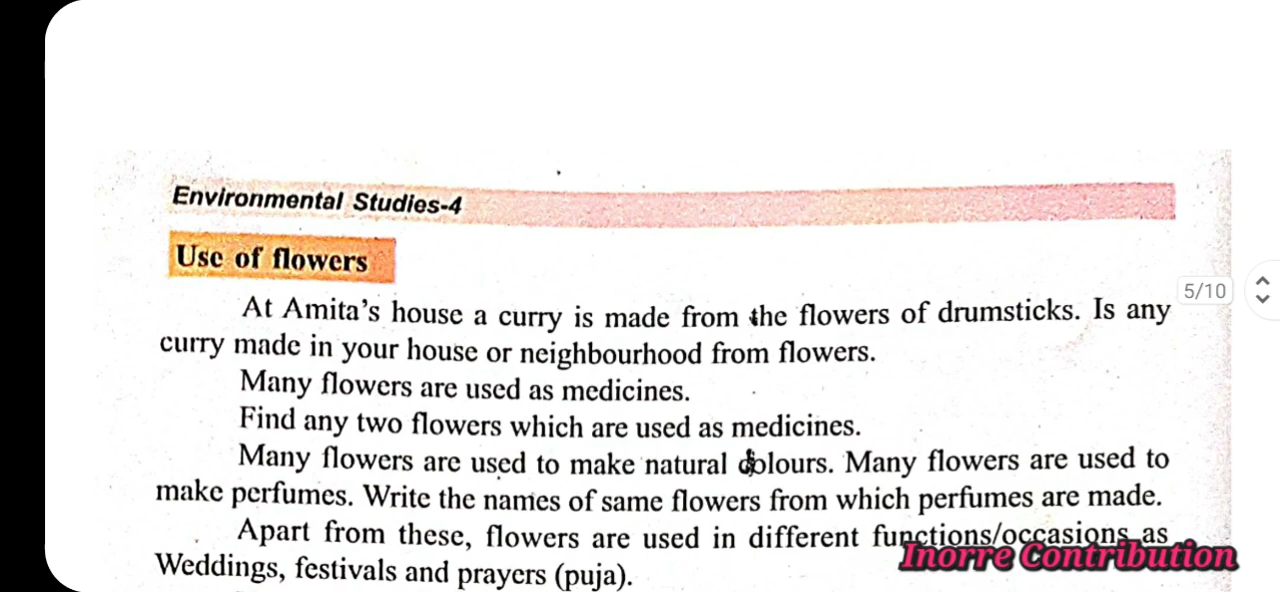 Environmental Studies-4
Use of flowers
At Amita's house a curry is made from the flowers of drumsticks. Is any
5/10
curry made in your house or neighbourhood from flowers.
Many flowers are used as medicines.
Find any two flowers which are used as medicines.
Many flowers are used to make natural colours. Many flowers are used to
make perfumes. Write the names of same flowers from which perfumes are made.
Apart from these, flowers are used in different functions/occasions as
Inorre Contribution
Weddings, festivals and prayers (puja).